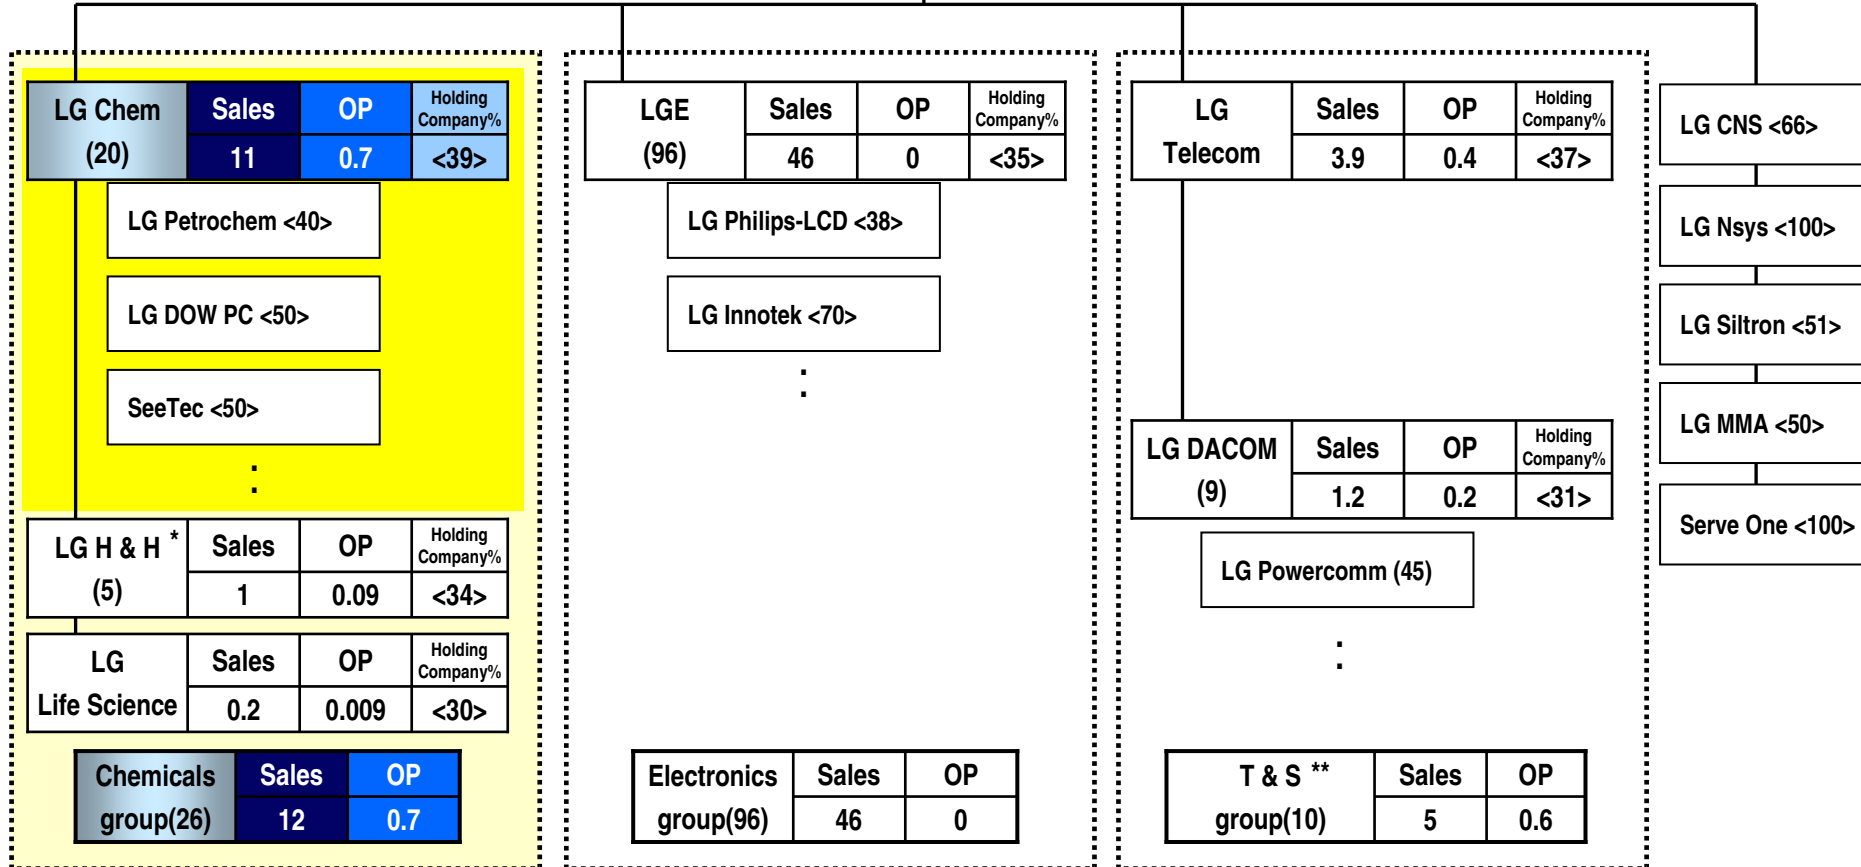 LG Chem
(20)
Sales
OP
Holding
Company%
11
0.7
<39>
LG Petrochem <40>
LG DOW PC <50>
SeeTec <50>
:
LG H & H *
(5)
Sales
OP
Holding
Company%
1
0.09
<34>
LG
Life Science
Sales
OP
Holding
Company%
0.2
0.009
<30>
Chemicals
group(26)
Sales
OP
12
0.7
LGE
(96)
Sales
OP
Holding
Company%
46
0
<35>
LG Philips-LCD <38>
LG Innotek <70>
:
Electronics
group(96)
Sales
OP
46
0
LG
Telecom
Sales
OP
Holding
Company%
3.9
0.4
<37>
LG DACOM
(9)
Sales
OP
Holding
Company%
1.2
0.2
<31>
LG Powercomm (45)
:
T & S **
group(10)
Sales
OP
5
0.6
LG CNS <66>
LG Nsys <100>
LG Siltron <51>
LG MMA <50>
Serve One <100>